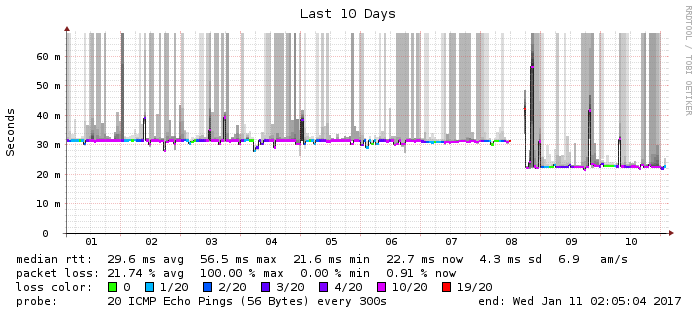 Last 10 Days
RRDTOOL / TOBI OETIKER
Seconds
60 m
50 m
40 m
30 m
20 m
10 m
0
01 02 03 04 05 06 07 08 09 10
median rtt: 29.6 ms avg 56.5 ms max 21.6 ms min 22.7 ms now 4.3 ms sd 6.9 am/s
packet loss: 21.74 % avg 100.00 % max 0.00 % min 0.91 % now
loss color: 0 1/20 2/20 3/20 4/20 10/20 19/20
probe: 20 ICMP Echo Pings (56 Bytes) every 300s end: Wed Jan 11 02:05:04 2017